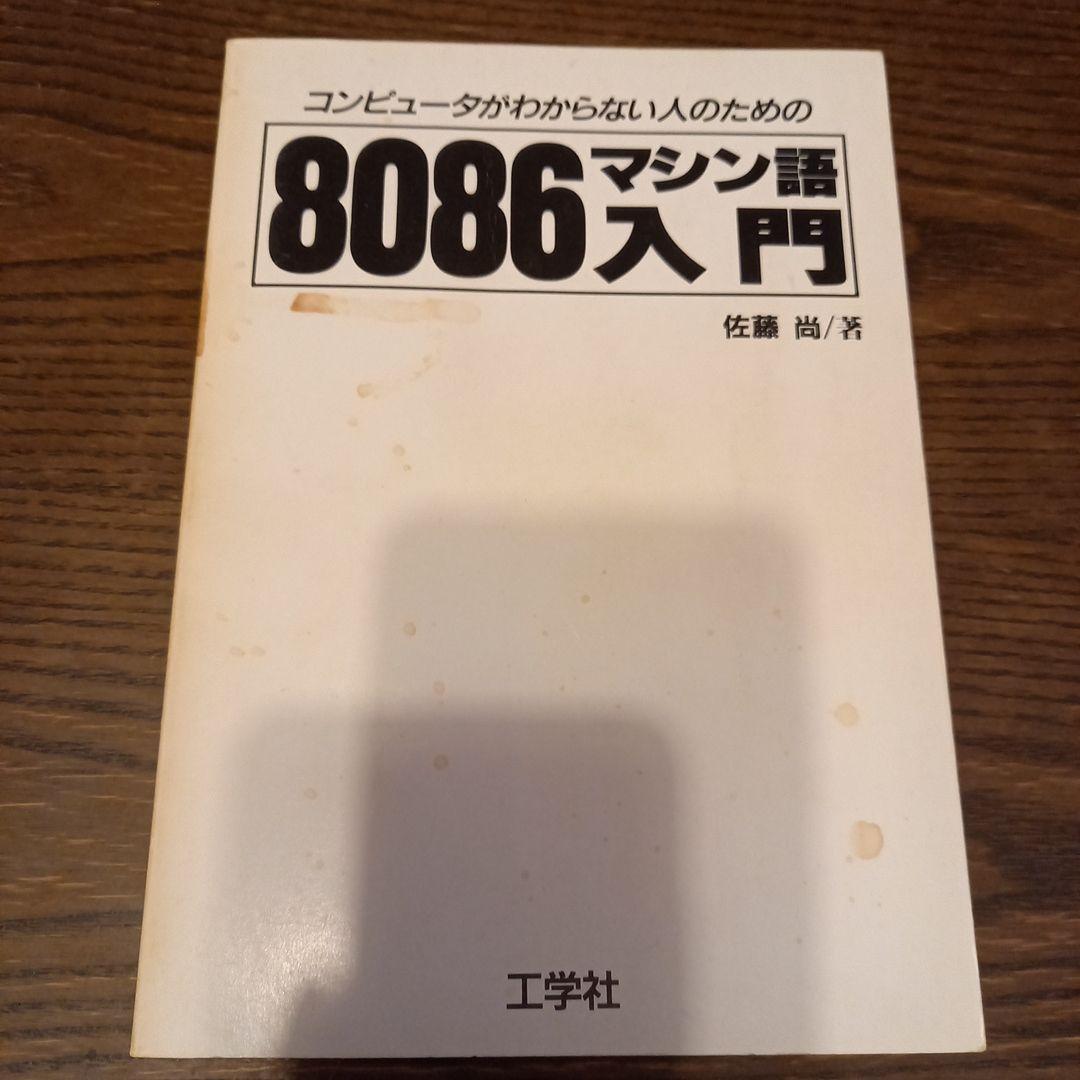 コンピュータがわからない人のための
8086マシン語
入門
佐藤 尚/著
工学社